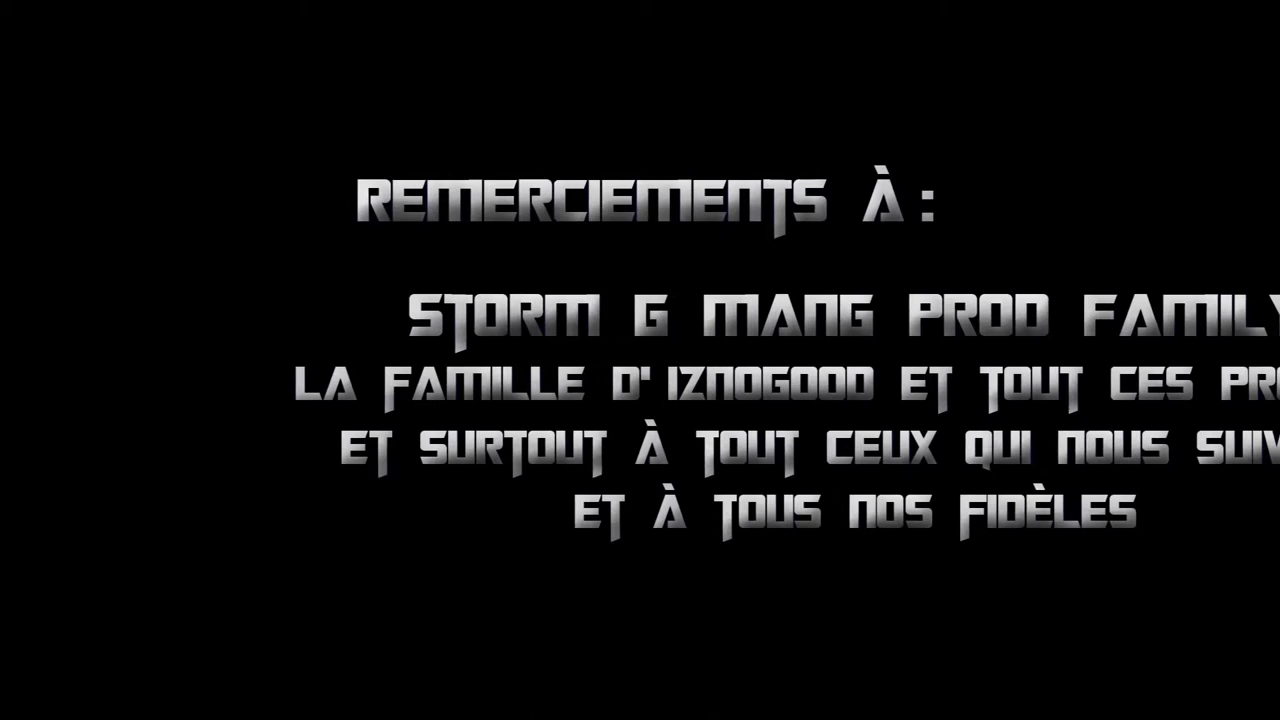 REMERCIEMENTS À :
STORM G MANG PROD FAMILY
LA FAMILLE D' IZNOGOOD ET TOUT CES
ET SURTOUT À TOUT CEUX QUI NOUS
ET À TOUS NOS FIDÈLES